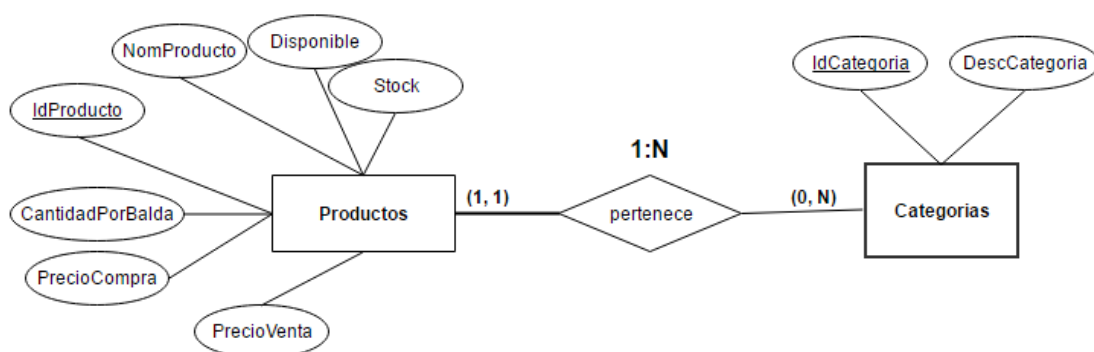 NomProducto
Disponible
Stock
IdProducto
CantidadPorBalda
PrecioCompra
PrecioVenta
Productos
(1, 1)
1:N
pertenece
(0, N)
IdCategoria
DescCategoria
Categorias